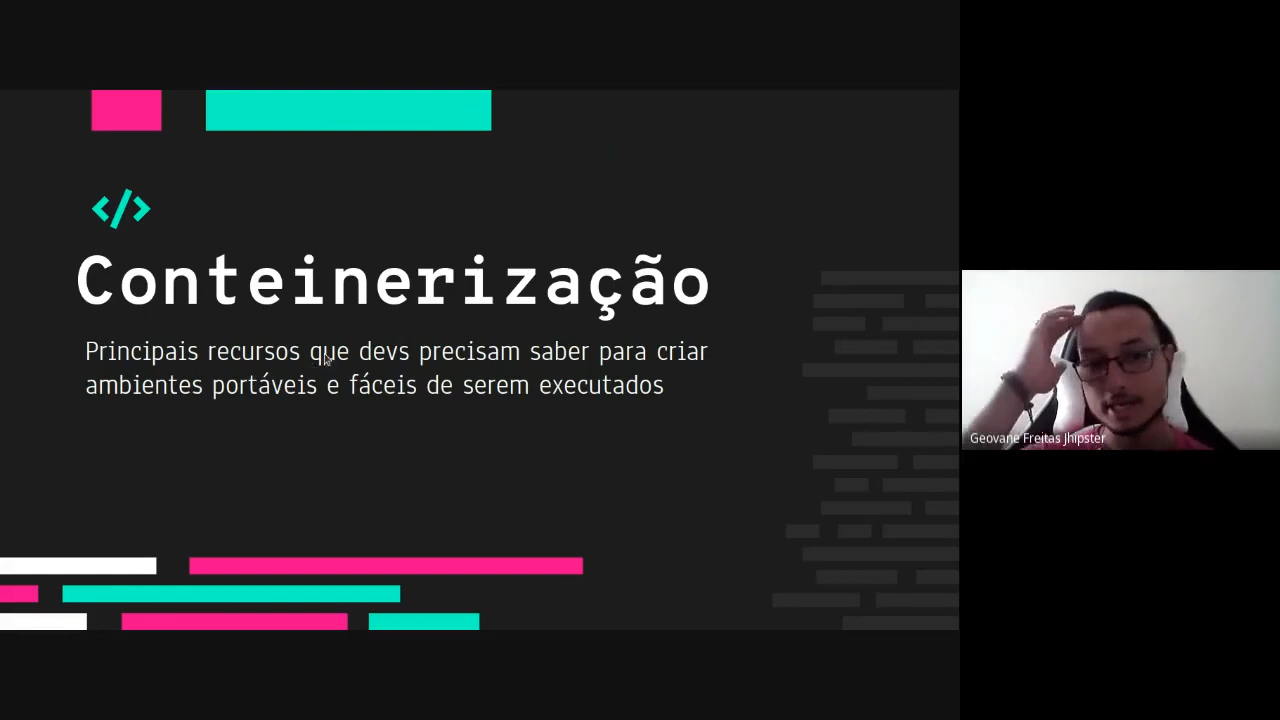 </>
Conteinerização
Principais recursos que devs precisam saber para criar
ambientes portáveis e fáceis de serem executados
Geovane Freitas Jhipster